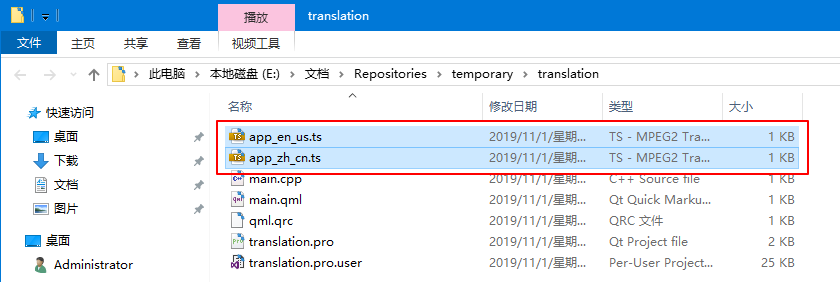 播放 translation
文件 主页 共享 查看 视频工具
此电脑 本地磁盘 (E:) 文档 Repositories temporary translation
名称 修改日期 类型 大小
快速访问
桌面
下载
文档
图片
桌面
Administrator
app_en_us.ts 2019/11/1/星期... TS - MPEG2 Tra... 1 KB
app_zh_cn.ts 2019/11/1/星期... TS - MPEG2 Tra... 1 KB
main.cpp 2019/11/1/星期... C++ Source file 1 KB
main.qml 2019/11/1/星期... Qt Quick Marku... 1 KB
qml.qrc 2019/11/1/星期... QRC 文件 1 KB
translation.pro 2019/11/1/星期... Qt Project file 2 KB
translation.pro.user 2019/11/1/星期... Per-User Project... 25 KB